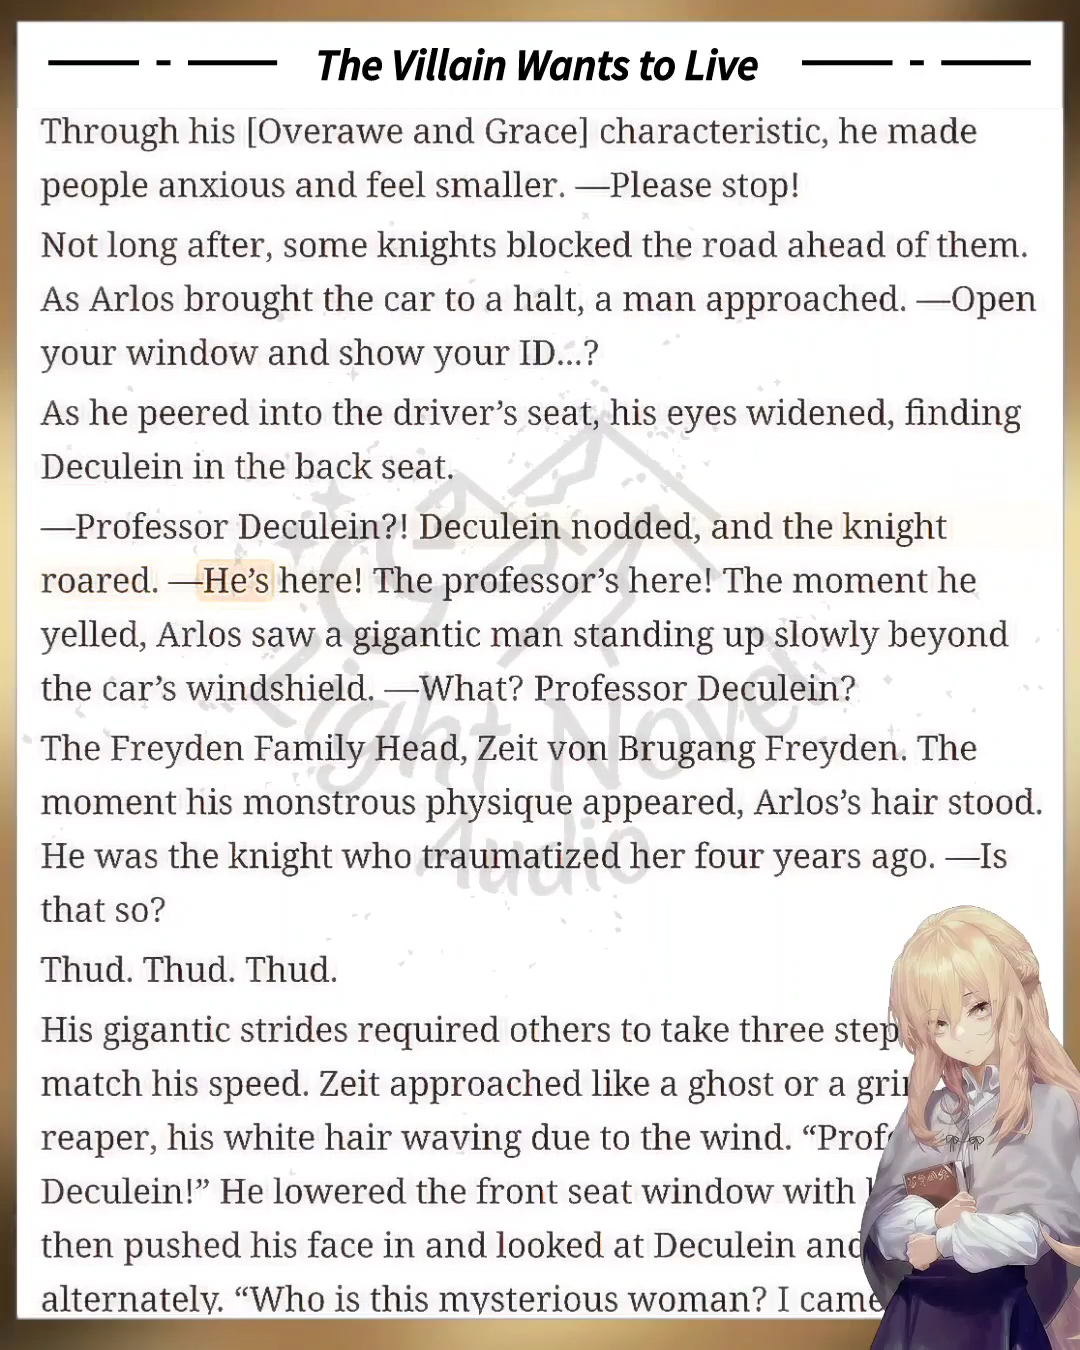 The Villain Wants to Live
Through his [Overawe and Grace] characteristic, he made
people anxious and feel smaller. —Please stop!
Not long after, some knights blocked the road ahead of them.
As Arlos brought the car to a halt, a man approached. —Open
your window and show your ID...?
As he peered into the driver’s seat, his eyes widened, finding
Deculein in the back seat.
—Professor Deculein?! Deculein nodded, and the knight
roared. —He’s here! The professor’s here! The moment he
yelled, Arlos saw a gigantic man standing up slowly beyond
the car’s windshield. —What? Professor Deculein?
The Freyden Family Head, Zeit von Brugang Freyden. The
moment his monstrous physique appeared, Arlos’s hair stood.
He was the knight who traumatized her four years ago. —Is
that so?
Thud. Thud. Thud.
His gigantic strides required others to take three
match his speed. Zeit approached like a ghost or a
reaper, his white hair waving due to the wind.
Deculein!” He lowered the front seat window with
then pushed his face in and looked at Deculein and
alternately. “Who is this mysterious woman? I came
Light Novel
Audio